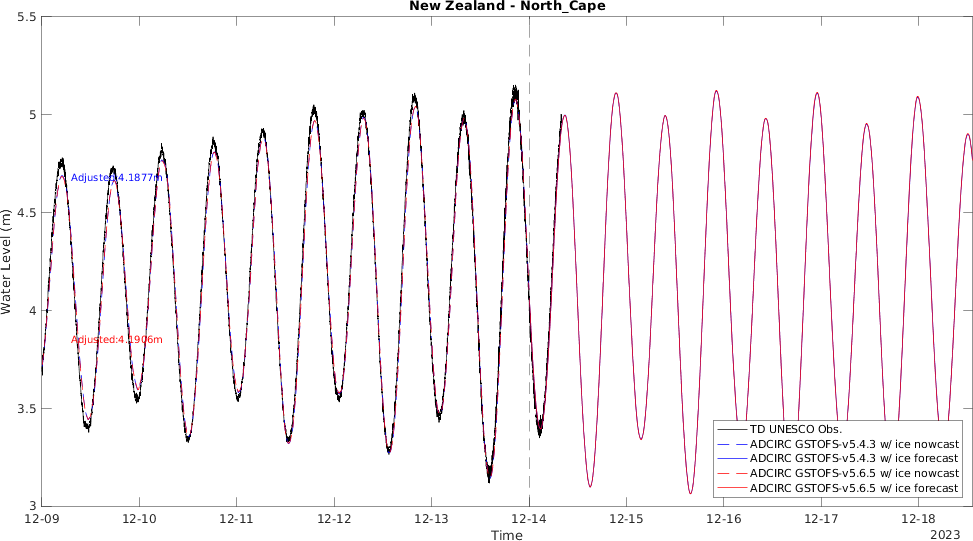 New Zealand - North_Cape
5.5
5
4.5
4
3.5
3
Water Level (m)
Adjusted:4.1877m
Adjusted:4.1906m
TD UNESCO Obs.
ADCIRC GSTOFS-v5.4.3 w/ ice nowcast
ADCIRC GSTOFS-v5.4.3 w/ ice forecast
ADCIRC GSTOFS-v5.6.5 w/ ice nowcast
ADCIRC GSTOFS-v5.6.5 w/ ice forecast
12-09 12-10 12-11 12-12 12-13 12-14 12-15 12-16 12-17 12-18
Time
2023